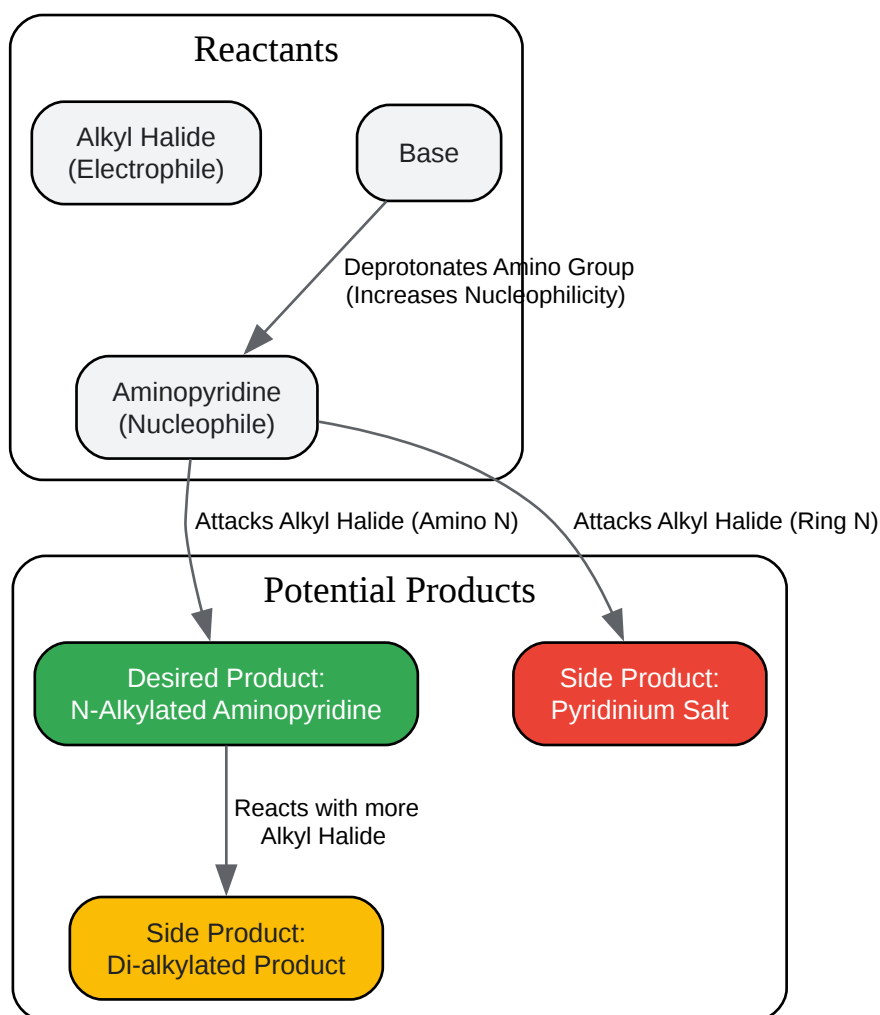 Reactants
Alkyl Halide
(Electrophile)
Base
Deprotonates Amino Group
(Increases Nucleophilicity)
Aminopyridine
(Nucleophile)
Attacks Alkyl Halide (Amino N)
Attacks Alkyl Halide (Ring N)
Potential Products
Desired Product:
N-Alkylated Aminopyridine
Side Product:
Pyridinium Salt
Reacts with more
Alkyl Halide
Side Product:
Di-alkylated Product